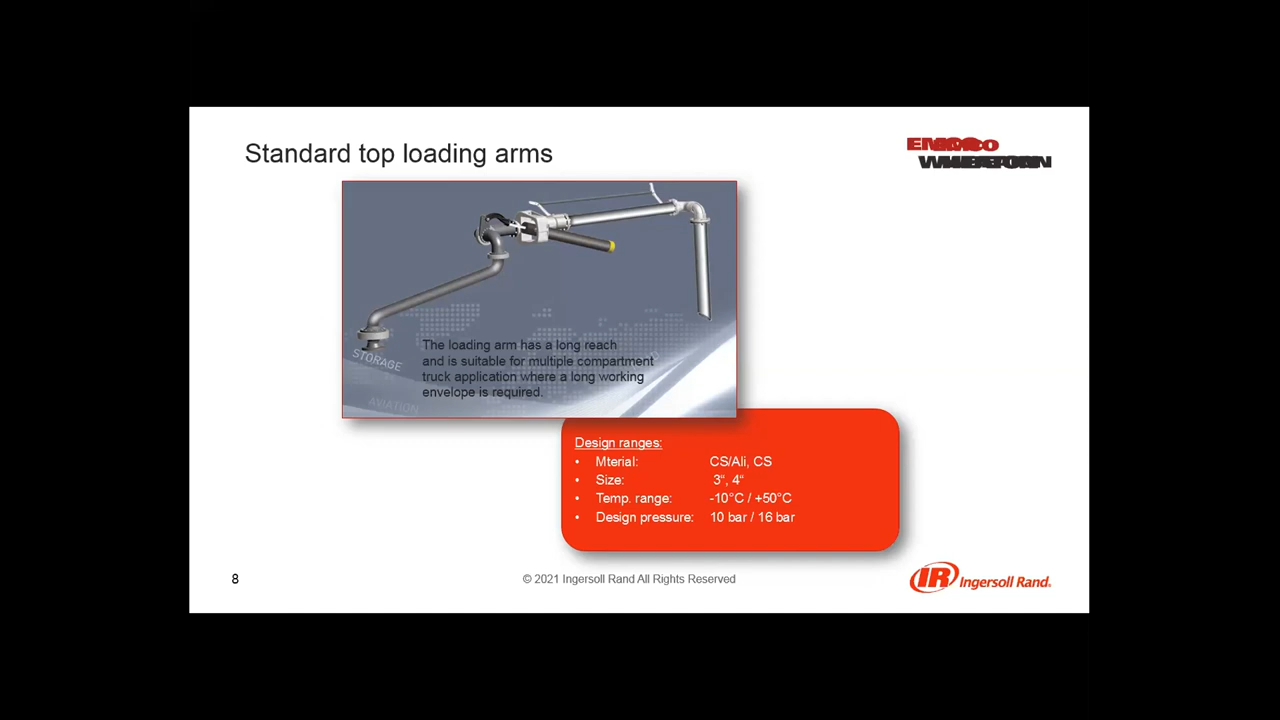 Standard top loading arms
STORAGE
AVIATION
The loading arm has a long reach
and is suitable for multiple compartment
truck application where a long working
envelope is required.
Design ranges:
• Mterial: CS/Ali, CS
• Size: 3“, 4“
• Temp. range: -10°C / +50°C
• Design pressure: 10 bar / 16 bar
8
© 2021 Ingersoll Rand All Rights Reserved
IR Ingersoll Rand®